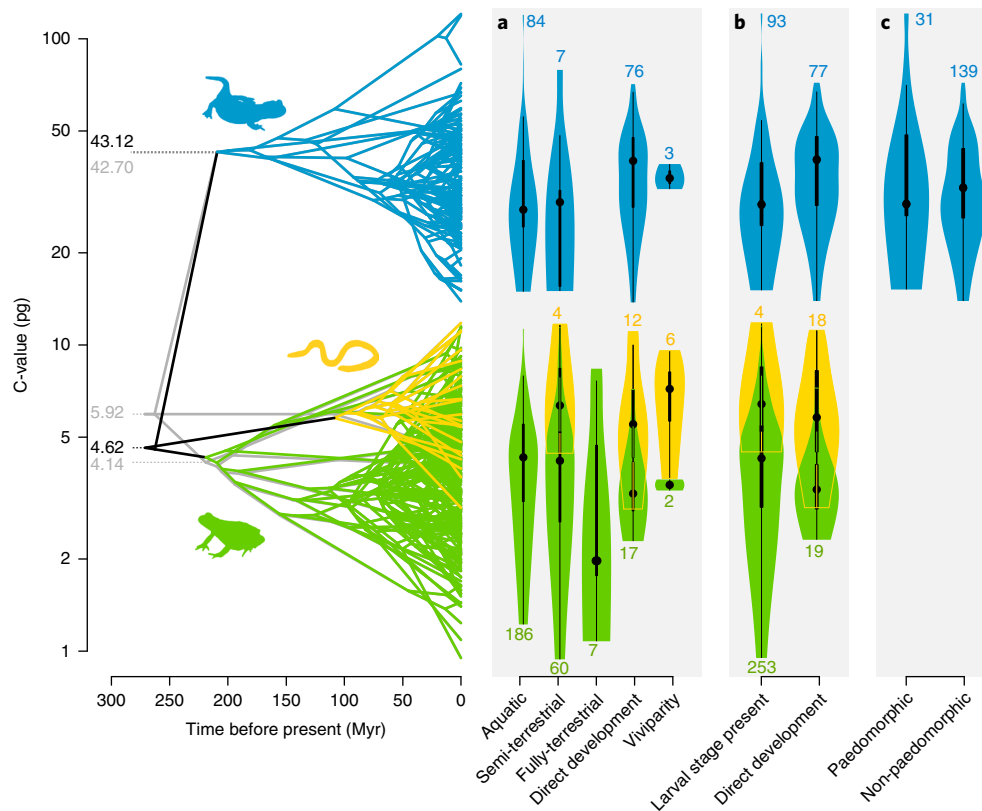 a
b
c
84
7
76
3
93
77
31
139
100
50
20
10
5
2
1
C-value (pg)
43.12
42.70
5.92
4.62
4.14
4
12
6
4
18
186
60
7
17
2
253
19
300
250
200
150
100
50
0
Time before present (Myr)
Aquatic
Semi-terrestrial
Fully-terrestrial
Direct development
Viviparity
Larval stage present
Direct development
Paedomorphic
Non-paedomorphic